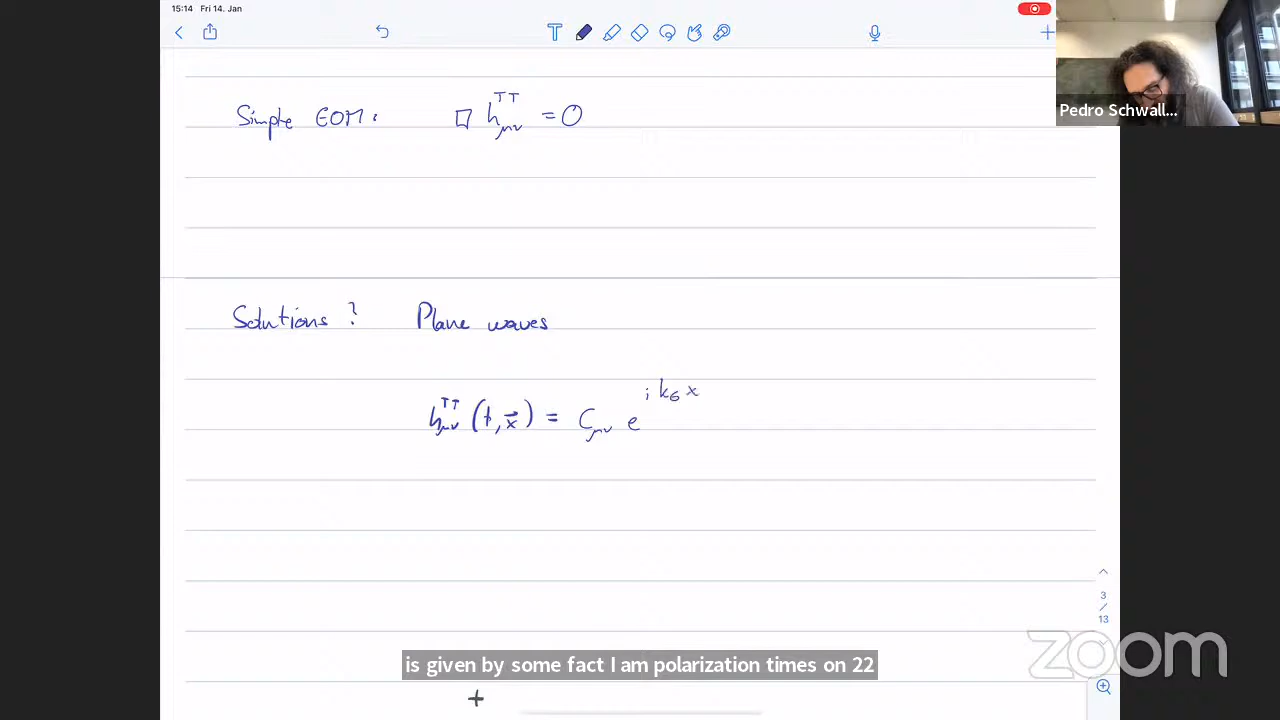 15:14 Fri 14. Jan
Pedro Schwall...
Simple EOM: □ h^TT_μν = 0
Solutions ? Plane waves
h^TT_μν (t, x⃗) = C_μν e^{i k_σ x}
3
/
13
is given by some fact I am polarization times on 22
zoom